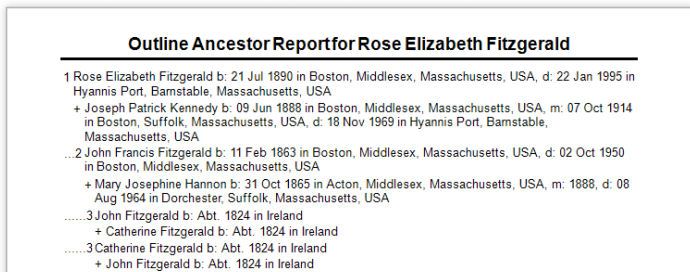 Outline Ancestor Report for Rose Elizabeth Fitzgerald
1 Rose Elizabeth Fitzgerald b: 21 Jul 1890 in Boston, Middlesex, Massachusetts, USA, d: 22 Jan 1995 in
Hyannis Port, Barnstable, Massachusetts, USA
+ Joseph Patrick Kennedy b: 09 Jun 1888 in Boston, Middlesex, Massachusetts, USA, m: 07 Oct 1914
in Boston, Suffolk, Massachusetts, USA, d: 18 Nov 1969 in Hyannis Port, Barnstable,
Massachusetts, USA
...2 John Francis Fitzgerald b: 11 Feb 1863 in Boston, Middlesex, Massachusetts, USA, d: 02 Oct 1950
in Boston, Middlesex, Massachusetts, USA
+ Mary Josephine Hannon b: 31 Oct 1865 in Acton, Middlesex, Massachusetts, USA, m: 1888, d: 08
Aug 1964 in Dorchester, Suffolk, Massachusetts, USA
......3 John Fitzgerald b: Abt. 1824 in Ireland
+ Catherine Fitzgerald b: Abt. 1824 in Ireland
......3 Catherine Fitzgerald b: Abt. 1824 in Ireland
+ John Fitzgerald b: Abt. 1824 in Ireland